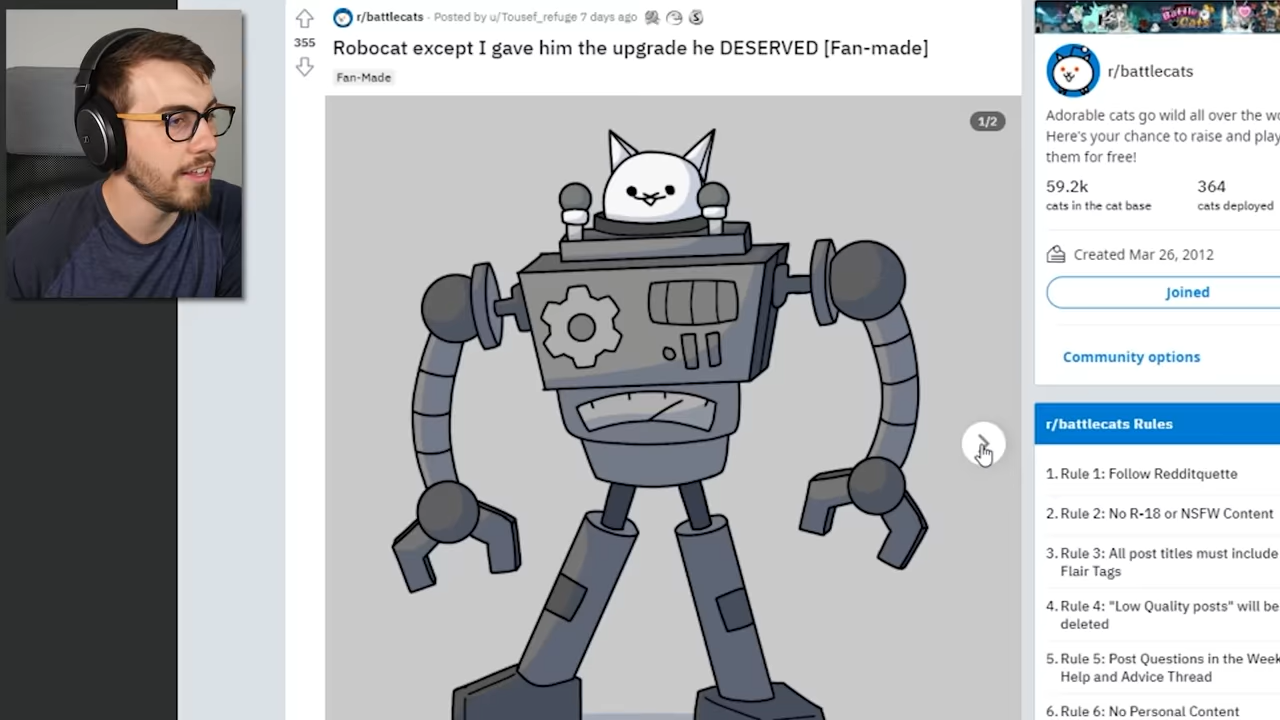 r/battlecats · Posted by u/Tousef_refuge 7 days ago
355
Robocat except I gave him the upgrade he DESERVED [Fan-made]
Fan-Made
1/2
Battle
Cats
r/battlecats
Adorable cats go wild all over the wo
Here's your chance to raise and play
them for free!
59.2k
364
cats in the cat base
cats deployed
Created Mar 26, 2012
Joined
Community options
r/battlecats Rules
1. Rule 1: Follow Redditquette
2. Rule 2: No R-18 or NSFW Content
3. Rule 3: All post titles must include
Flair Tags
4. Rule 4: "Low Quality posts" will be
deleted
5. Rule 5: Post Questions in the Week
Help and Advice Thread
6. Rule 6: No Personal Content